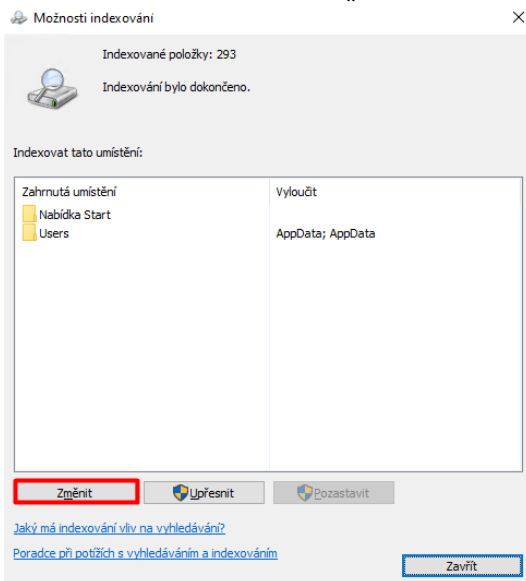 Možnosti indexování
Indexované položky: 293
Indexování bylo dokončeno.
Indexovat tato umístění:
Zahrnutá umístění Vyloučit
Nabídka Start
Users AppData; AppData
Změnit Upřesnit Pozastavit
Jaký má indexování vliv na vyhledávání?
Poradce při potížích s vyhledáváním a indexováním
Zavřít